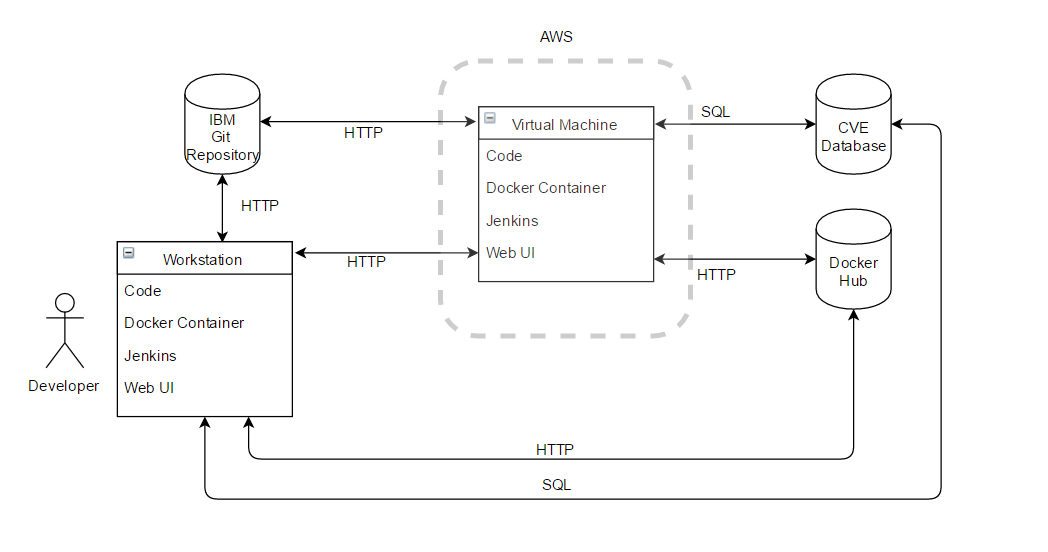 AWS
IBM
Git
Repository
HTTP
Virtual Machine
Code
Docker Container
Jenkins
Web UI
SQL
CVE
Database
HTTP
HTTP
HTTP
Docker
Hub
Workstation
Code
Docker Container
Jenkins
Web UI
Developer
HTTP
SQL